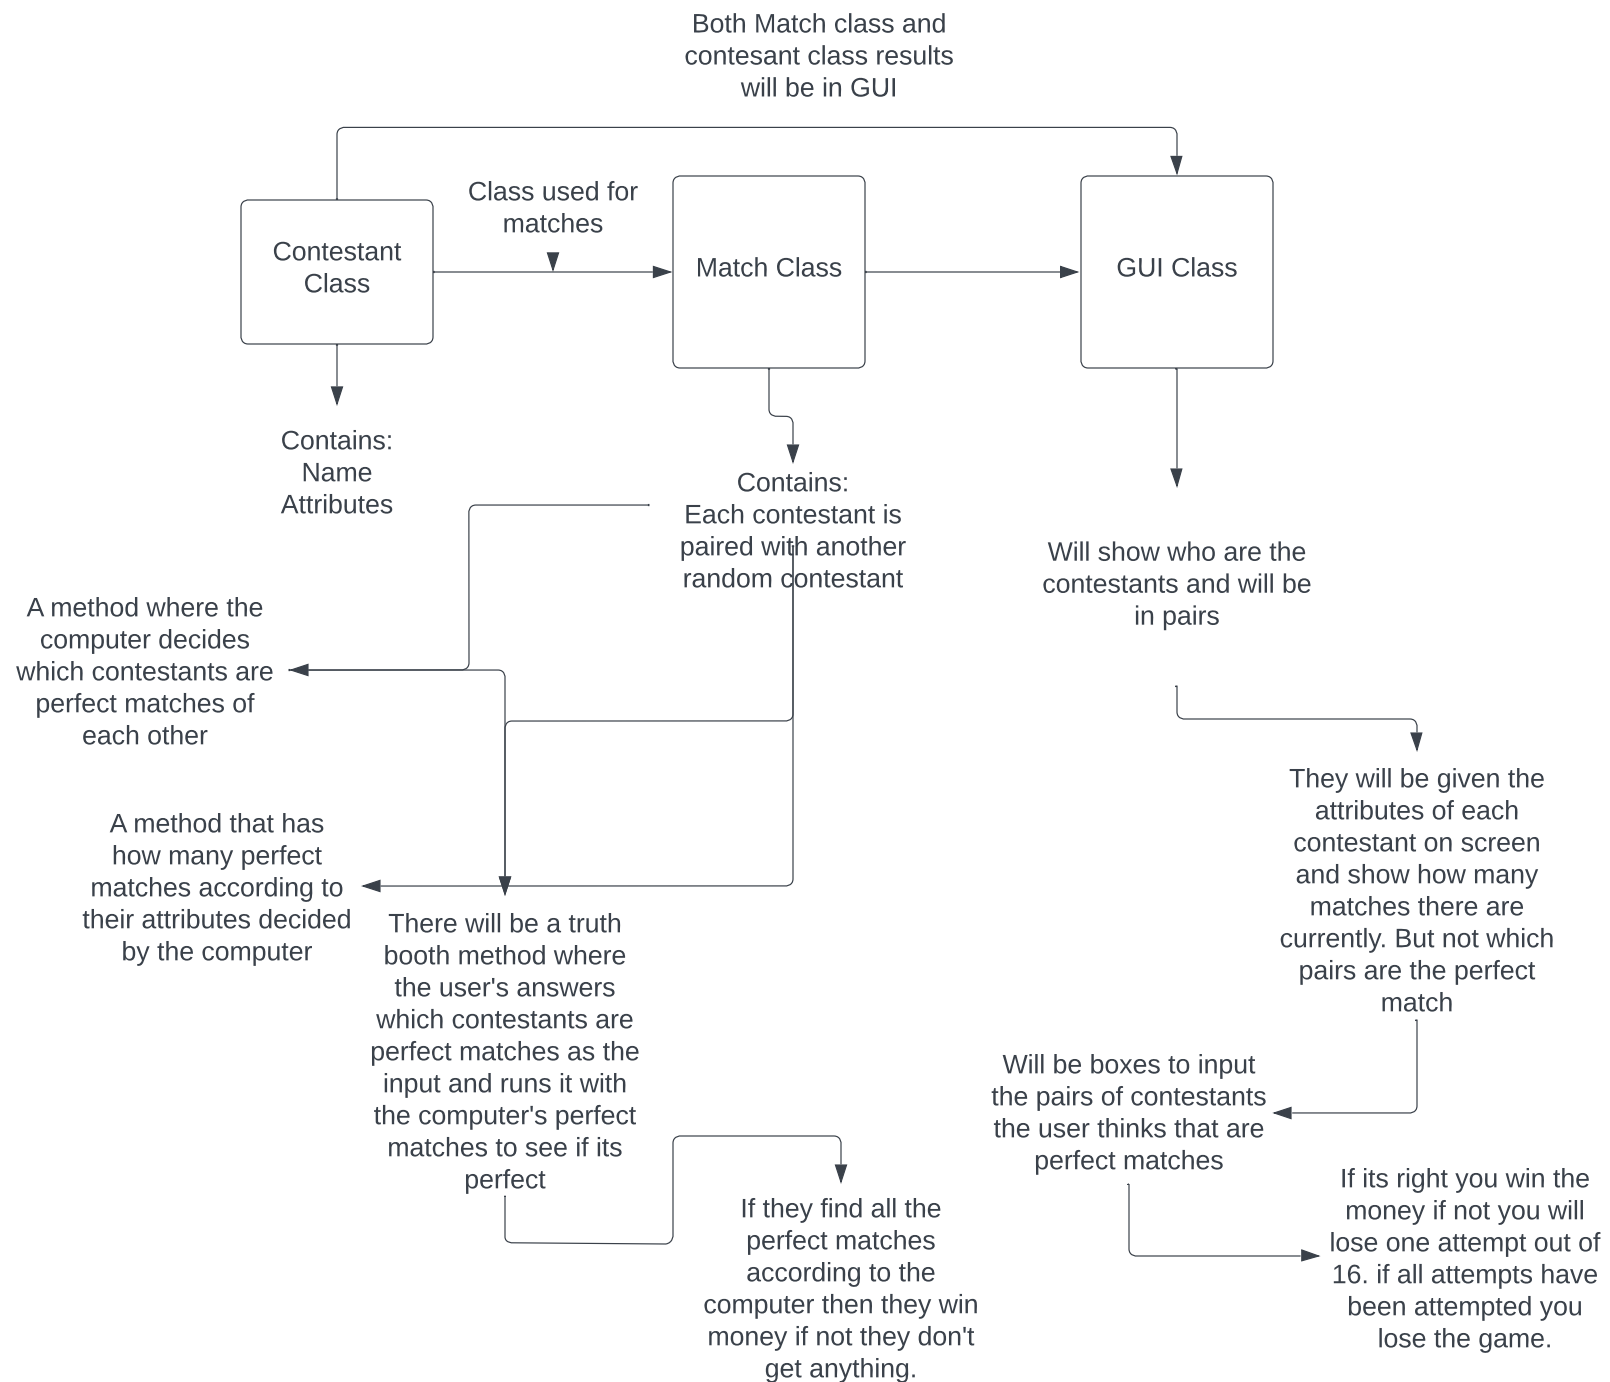 Both Match class and
contesant class results
will be in GUI
Class used for
matches
Contestant
Class
Match Class
GUI Class
Contains:
Name
Attributes
Contains:
Each contestant is
paired with another
random contestant
Will show who are the
contestants and will be
in pairs
A method where the
computer decides
which contestants are
perfect matches of
each other
They will be given the
attributes of each
contestant on screen
and show how many
matches there are
currently. But not which
pairs are the perfect
match
A method that has
how many perfect
matches according to
their attributes decided
by the computer
There will be a truth
booth method where
the user's answers
which contestants are
perfect matches as the
input and runs it with
the computer's perfect
matches to see if its
perfect
Will be boxes to input
the pairs of contestants
the user thinks that are
perfect matches
If its right you win the
money if not you will
lose one attempt out of
16. if all attempts have
been attempted you
lose the game.
If they find all the
perfect matches
according to the
computer then they win
money if not they don't
get anything.